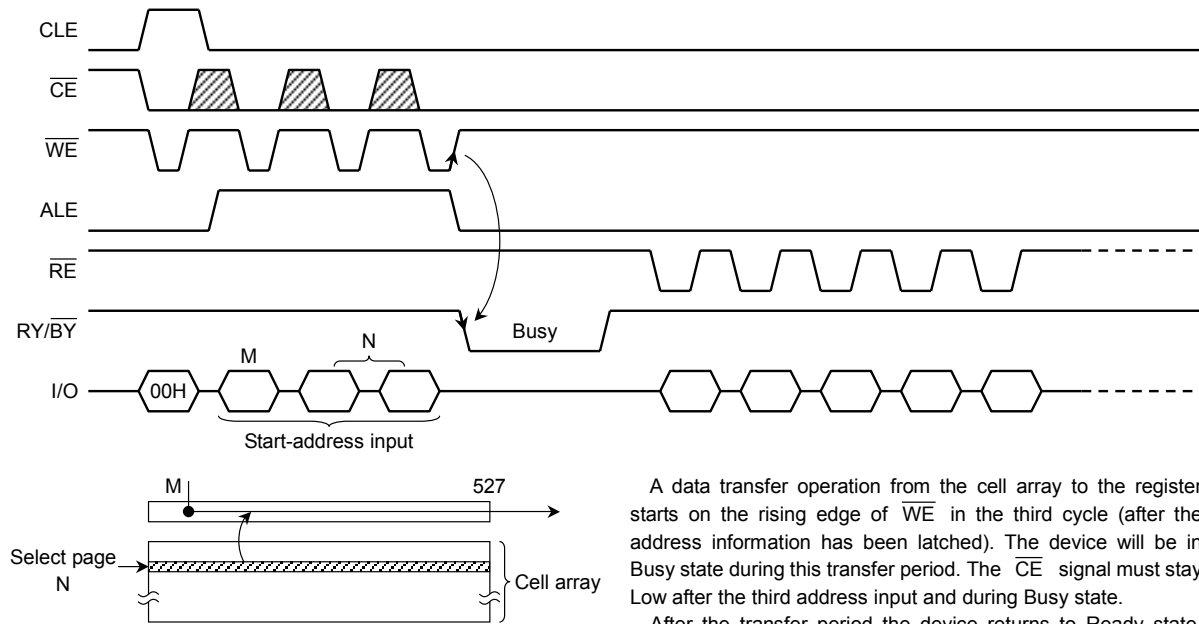 CLE
CE
WE
ALE
RE
RY/BY
Busy
M
N
I/O
00H
Start-address input
M
527
Select page
N
Cell array
A data transfer operation from the cell array to the register
starts on the rising edge of WE in the third cycle (after the
address information has been latched). The device will be in
Busy state during this transfer period. The CE signal must stay
Low after the third address input and during Busy state.
After the transfer period the device returns to Ready state.